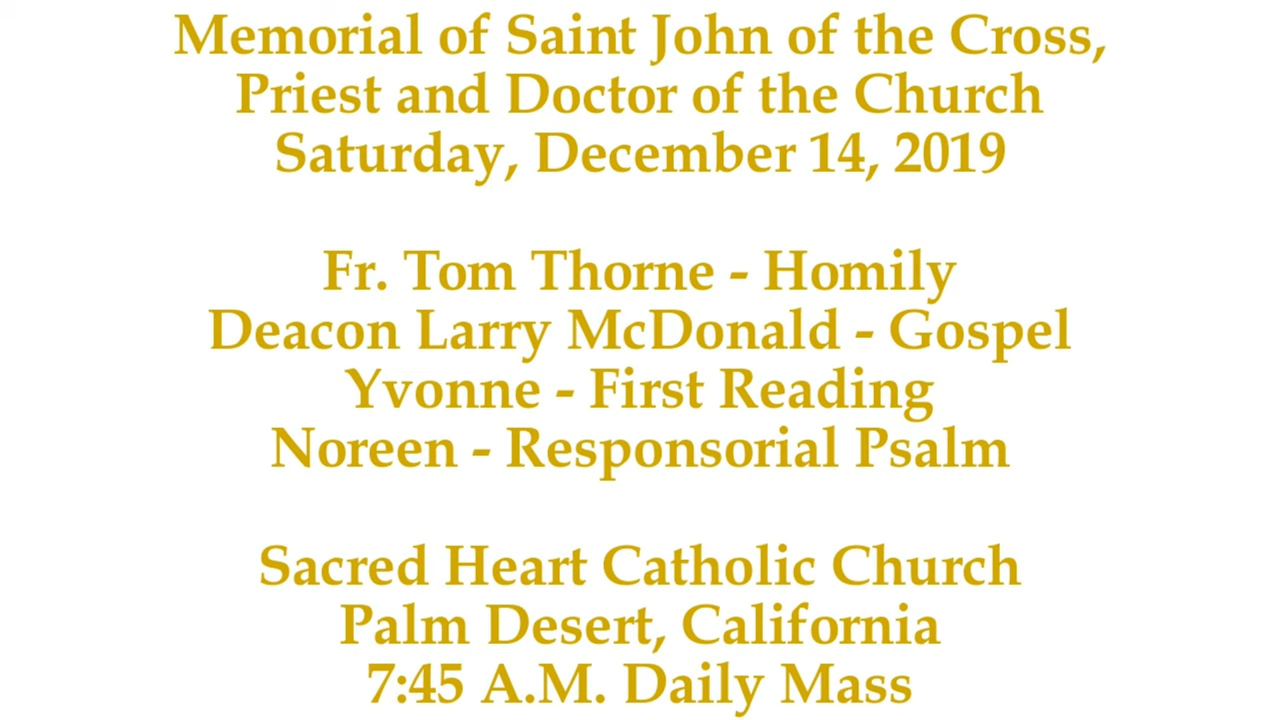 Memorial of Saint John of the Cross,
Priest and Doctor of the Church
Saturday, December 14, 2019
Fr. Tom Thorne - Homily
Deacon Larry McDonald - Gospel
Yvonne - First Reading
Noreen - Responsorial Psalm
Sacred Heart Catholic Church
Palm Desert, California
7:45 A.M. Daily Mass